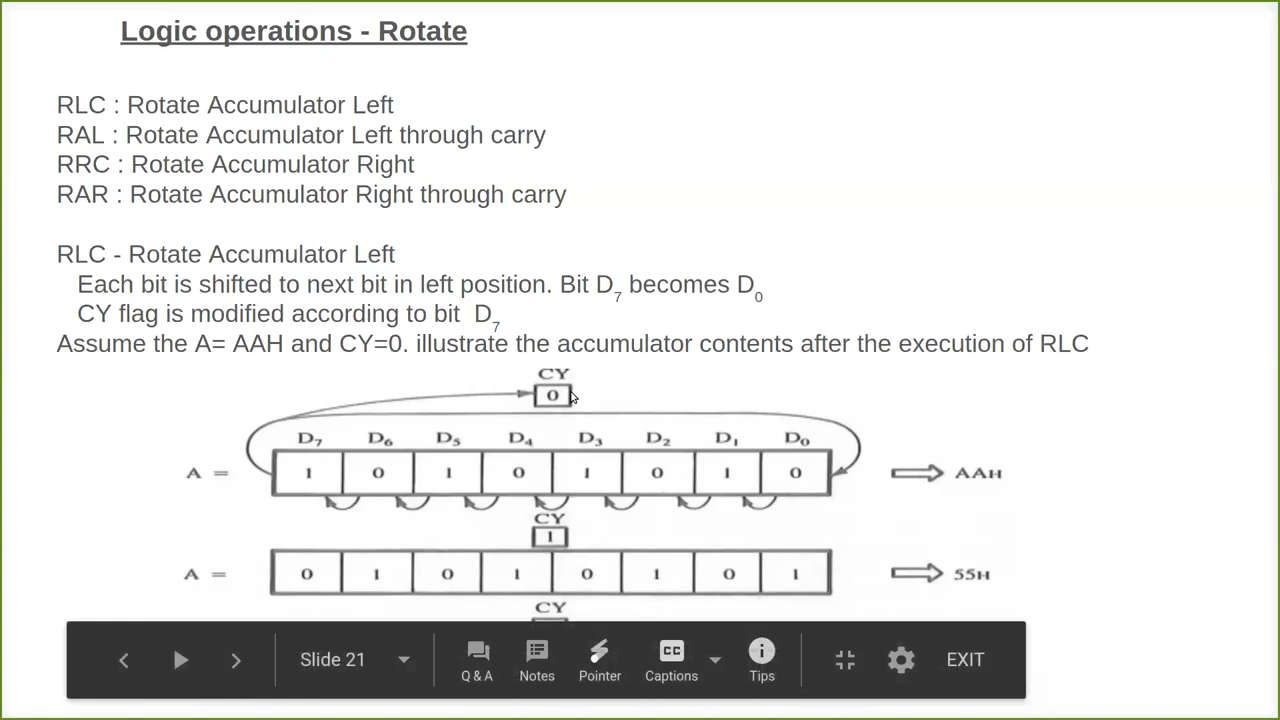 Logic operations - Rotate
RLC : Rotate Accumulator Left
RAL : Rotate Accumulator Left through carry
RRC : Rotate Accumulator Right
RAR : Rotate Accumulator Right through carry
RLC - Rotate Accumulator Left
Each bit is shifted to next bit in left position. Bit D7 becomes D0
CY flag is modified according to bit D7
Assume the A= AAH and CY=0. illustrate the accumulator contents after the execution of RLC
CY
0
D7 D6 D5 D4 D3 D2 D1 D0
A = 1 0 1 0 1 0 1 0 AAH
CY
1
A = 0 1 0 1 0 1 0 1 55H
CY
Slide 21
Q & A Notes Pointer CC Captions Tips EXIT